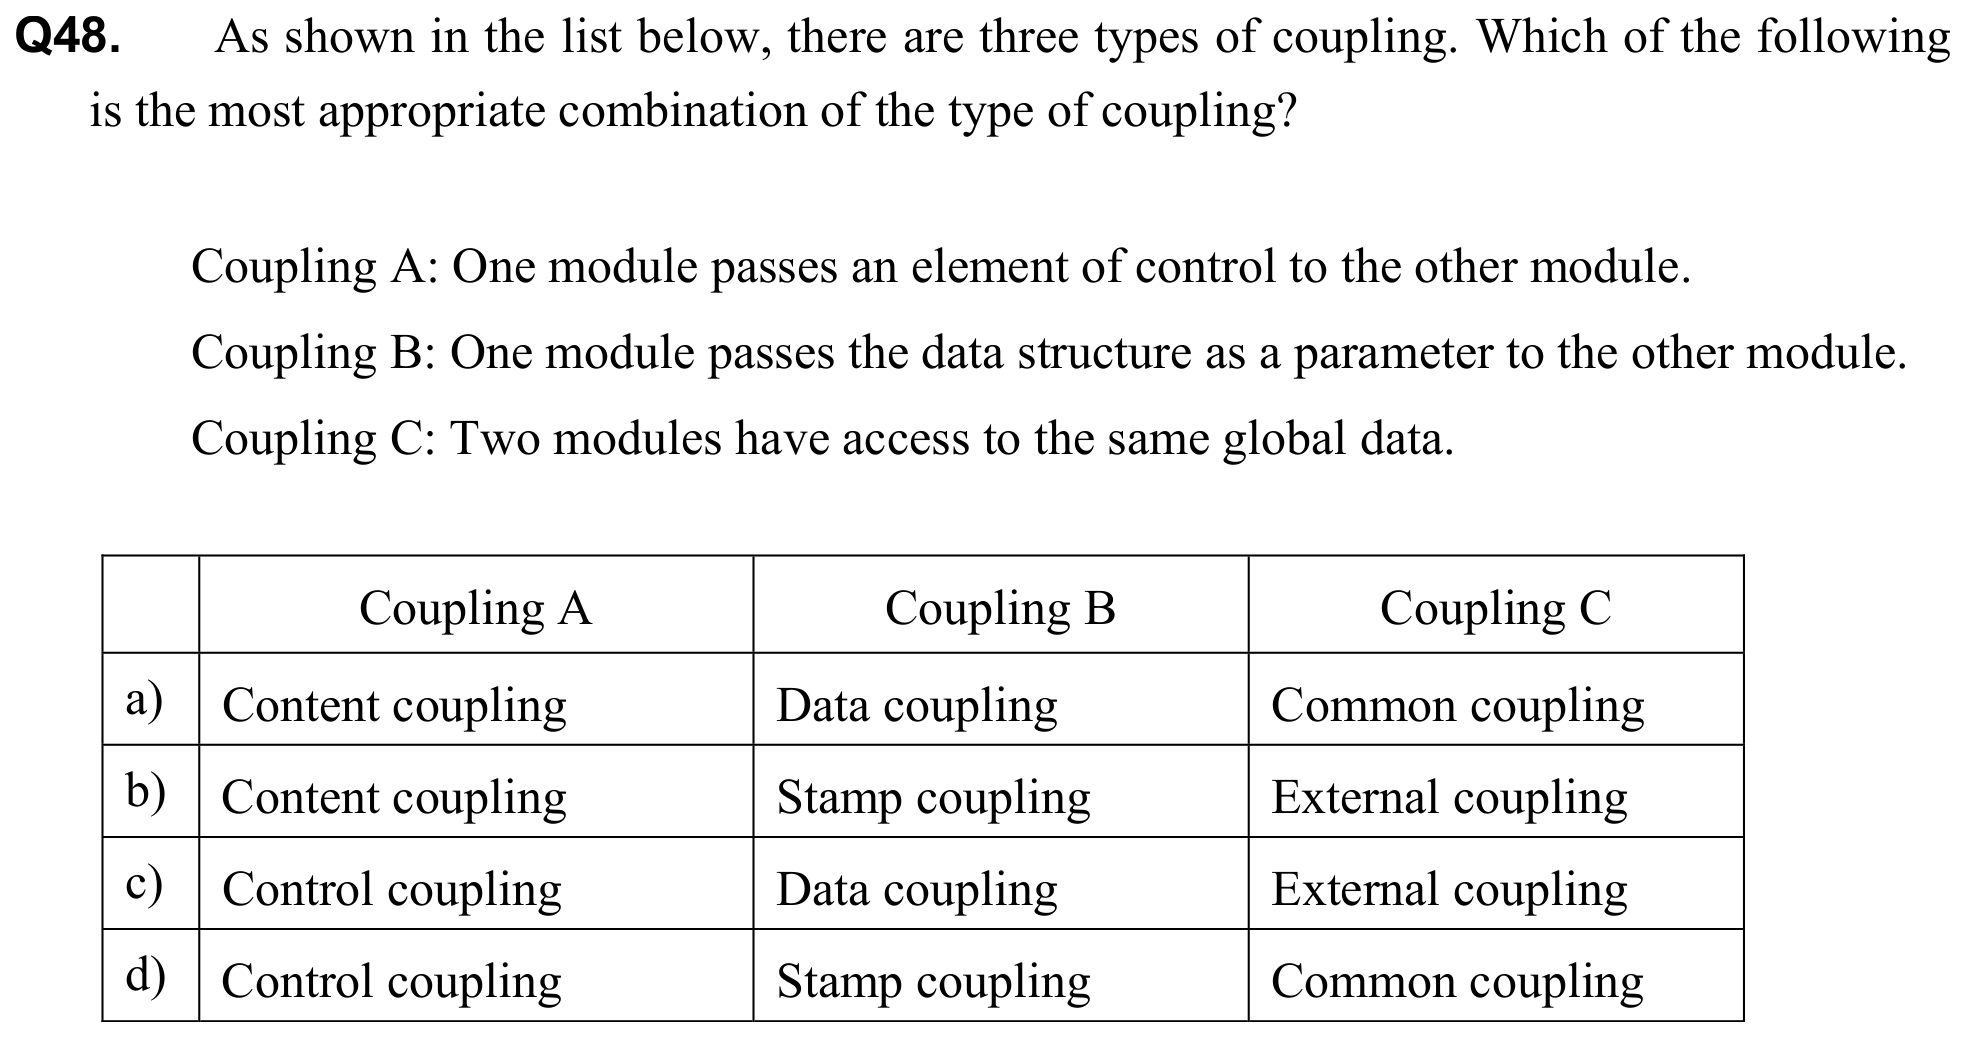 Q48. As shown in the list below, there are three types of coupling. Which of the following
is the most appropriate combination of the type of coupling?
Coupling A: One module passes an element of control to the other module.
Coupling B: One module passes the data structure as a parameter to the other module.
Coupling C: Two modules have access to the same global data.
Coupling A Coupling B Coupling C
a) Content coupling Data coupling Common coupling
b) Content coupling Stamp coupling External coupling
c) Control coupling Data coupling External coupling
d) Control coupling Stamp coupling Common coupling